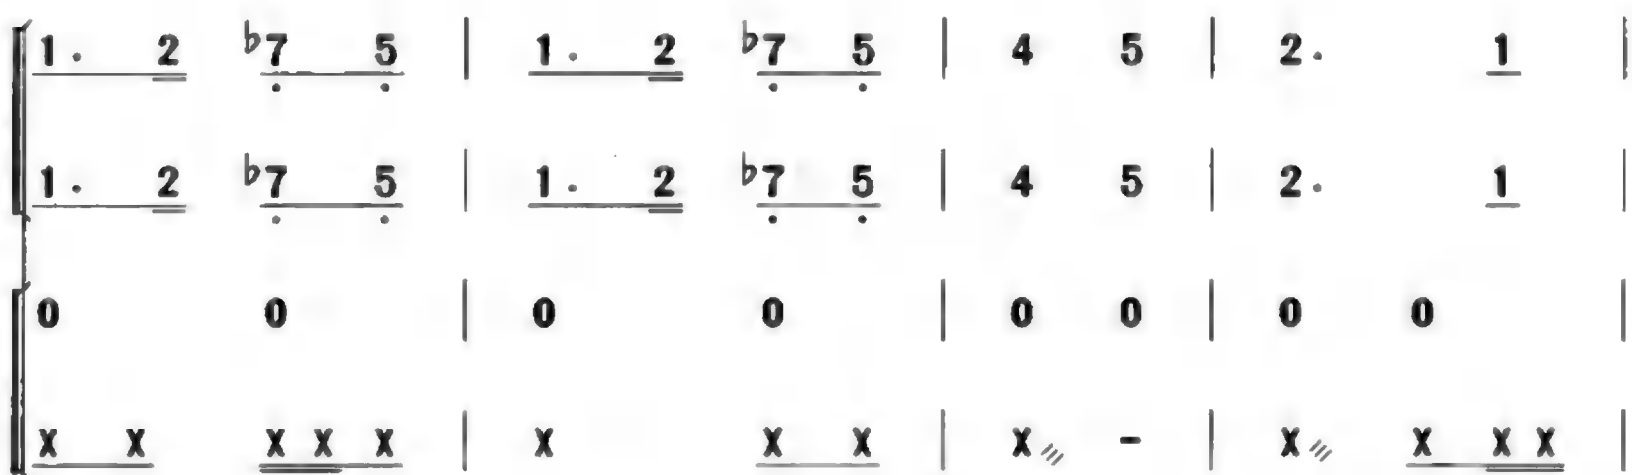 1. 2 ♭7 5 | 1. 2 ♭7 5 | 4 5 | 2. 1 |
1. 2 ♭7 5 | 1. 2 ♭7 5 | 4 5 | 2. 1 |
0 0 | 0 0 | 0 0 | 0 0 |
X X X X X | X X X | X - | X X X X |